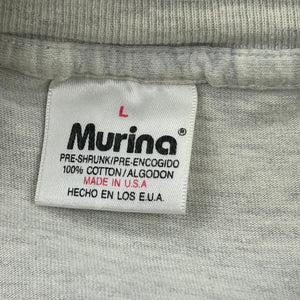 L
Murina®
PRE-SHRUNK/PRE-ENCOGIDO
100% COTTON/ALGODON
MADE IN U.S.A
HECHO EN LOS E.U.A.